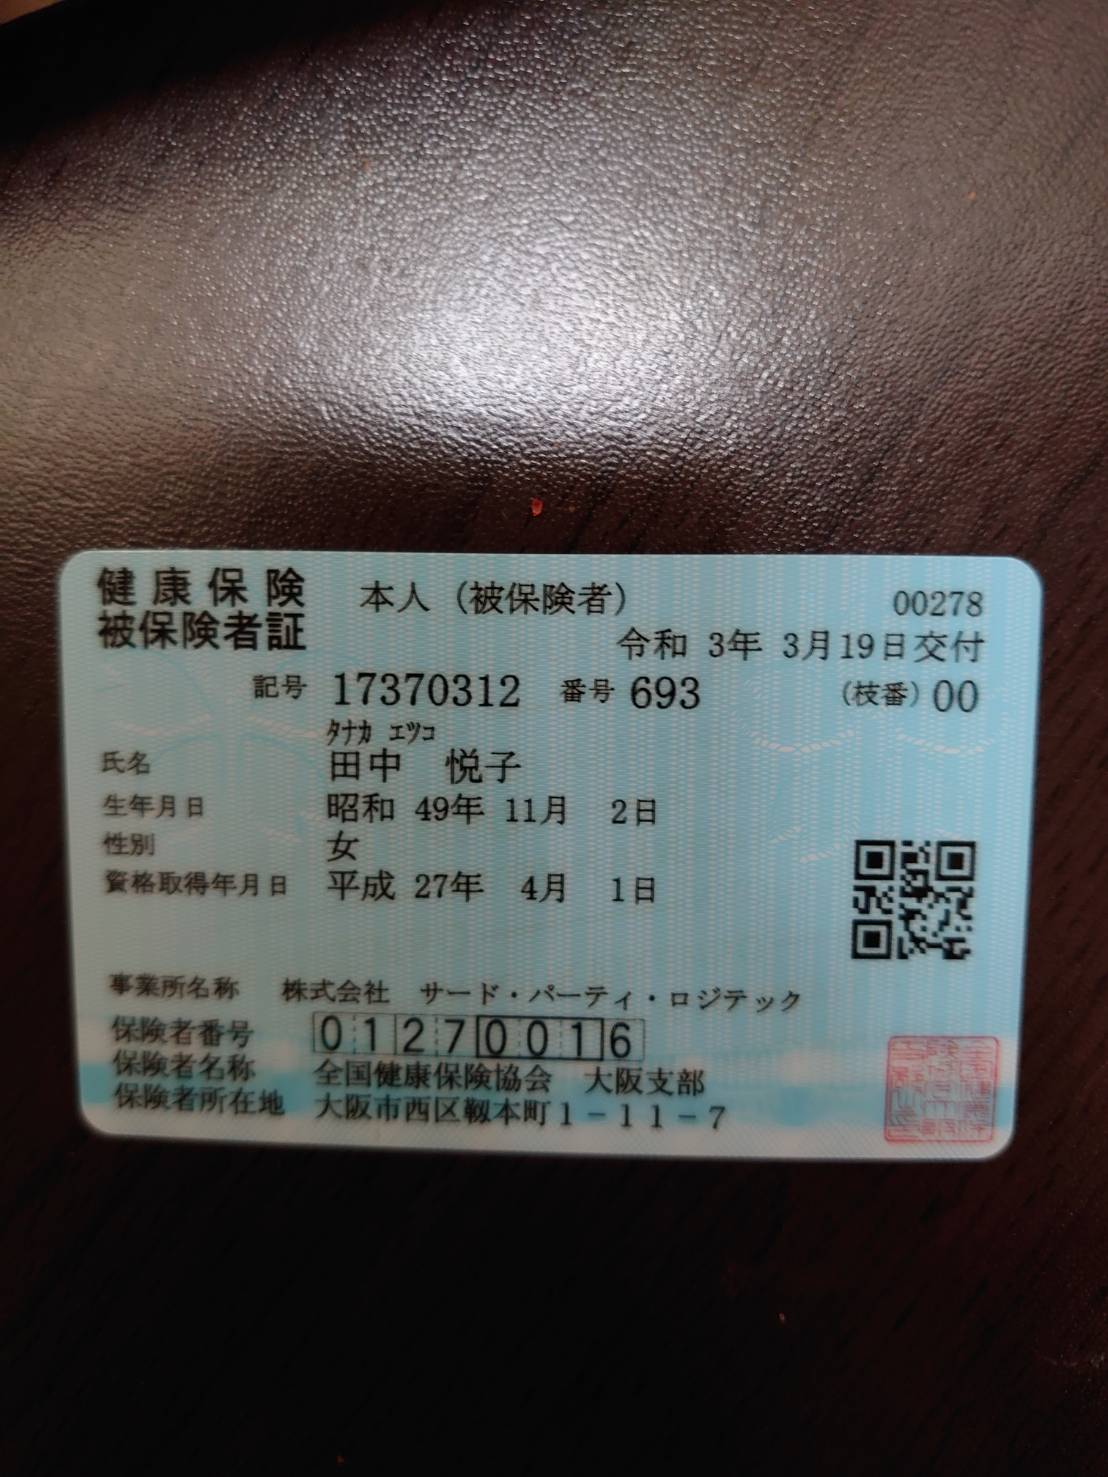 健康保険 本人（被保険者） 00278
被保険者証 令和 3年 3月19日交付
記号 17370312 番号 693 （枝番）00
ﾀﾅｶ ｴﾂｺ
氏名 田中 悦子
生年月日 昭和 49年 11月 2日
性別 女
資格取得年月日 平成 27年 4月 1日
事業所名称 株式会社 サード・パーティ・ロジテック
保険者番号 01270016
保険者名称 全国健康保険協会 大阪支部
保険者所在地 大阪市西区靱本町1－11－7